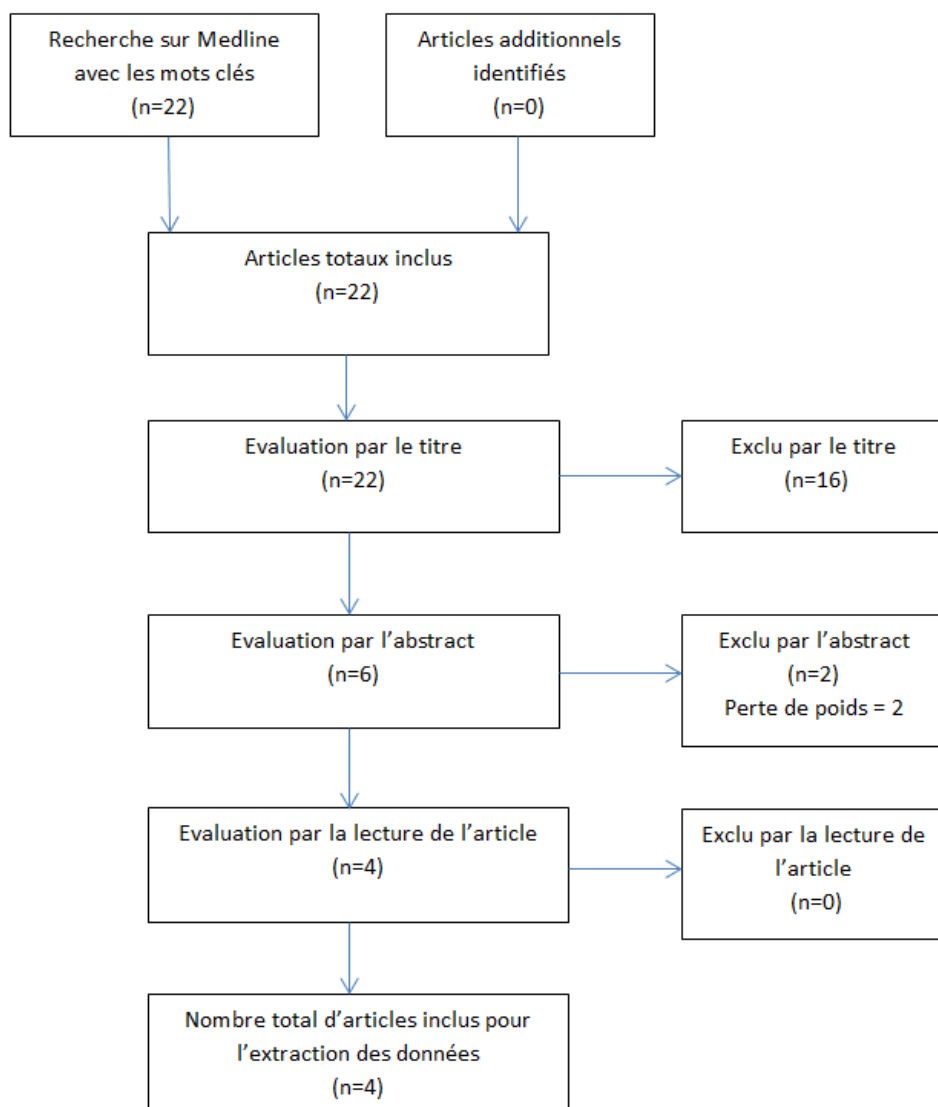 Recherche sur Medline
avec les mots clés
(n=22)
Articles additionnels
identifiés
(n=0)
Articles totaux inclus
(n=22)
Evaluation par le titre
(n=22)
Exclu par le titre
(n=16)
Evaluation par l’abstract
(n=6)
Exclu par l’abstract
(n=2)
Perte de poids = 2
Evaluation par la lecture de l’article
(n=4)
Exclu par la lecture de
l’article
(n=0)
Nombre total d’articles inclus pour
l’extraction des données
(n=4)